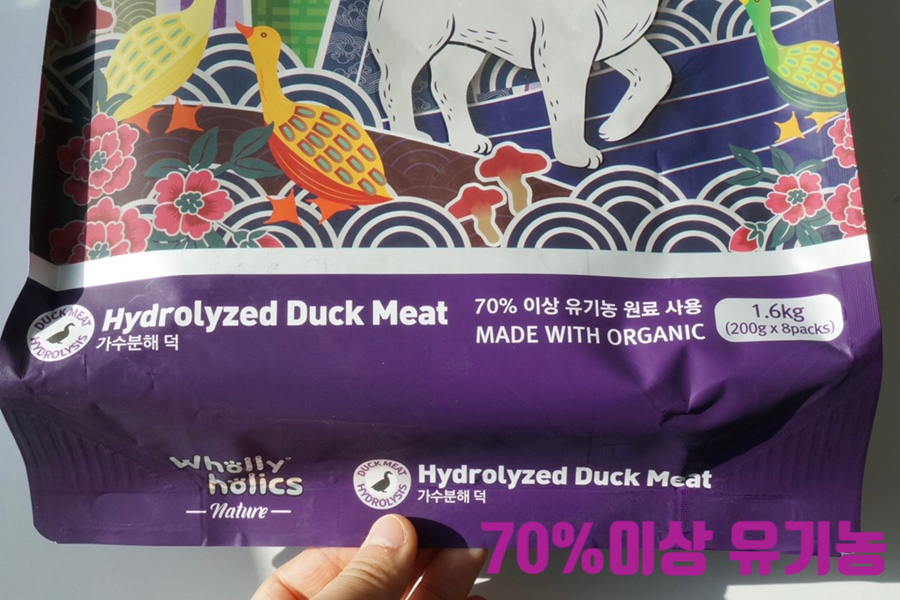 DUCK MEAT HYDROLYSIS
Hydrolyzed Duck Meat
가수분해 덕
70% 이상 유기농 원료 사용
MADE WITH ORGANIC
1.6kg
(200g x 8packs)
Wholly
holics
Nature
DUCK MEAT HYDROLYSIS
Hydrolyzed Duck Meat
가수분해 덕
70%이상 유기농